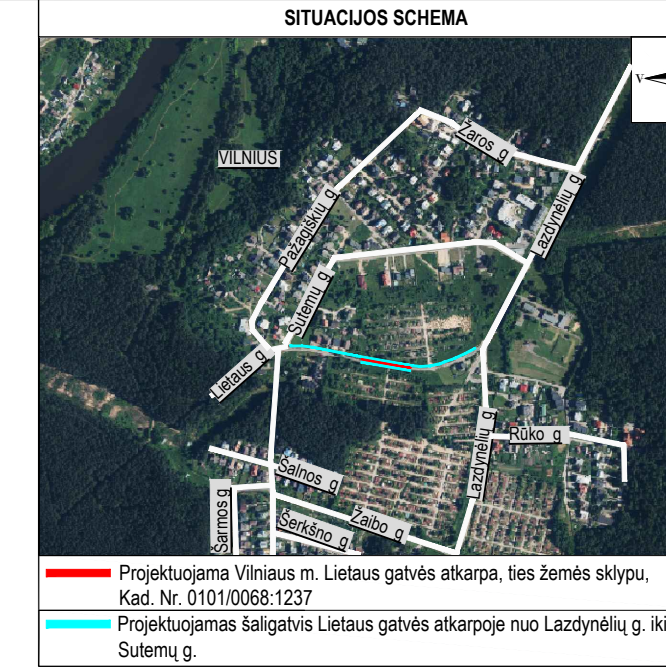 SITUACIJOS SCHEMA
V
VILNIUS
Žaros g
Pažagiškių g.
Lazdynėlių g.
Sutemų g.
Lietaus g.
Lazdynėlių g
Rūko g
Šalnos g
Šarmos g
Šerkšno g.
Žaibo g
Projektuojama Vilniaus m. Lietaus gatvės atkarpa, ties žemės sklypu,
Kad. Nr. 0101/0068:1237
Projektuojamas šaligatvis Lietaus gatvės atkarpoje nuo Lazdynėlių g. iki
Sutemų g.